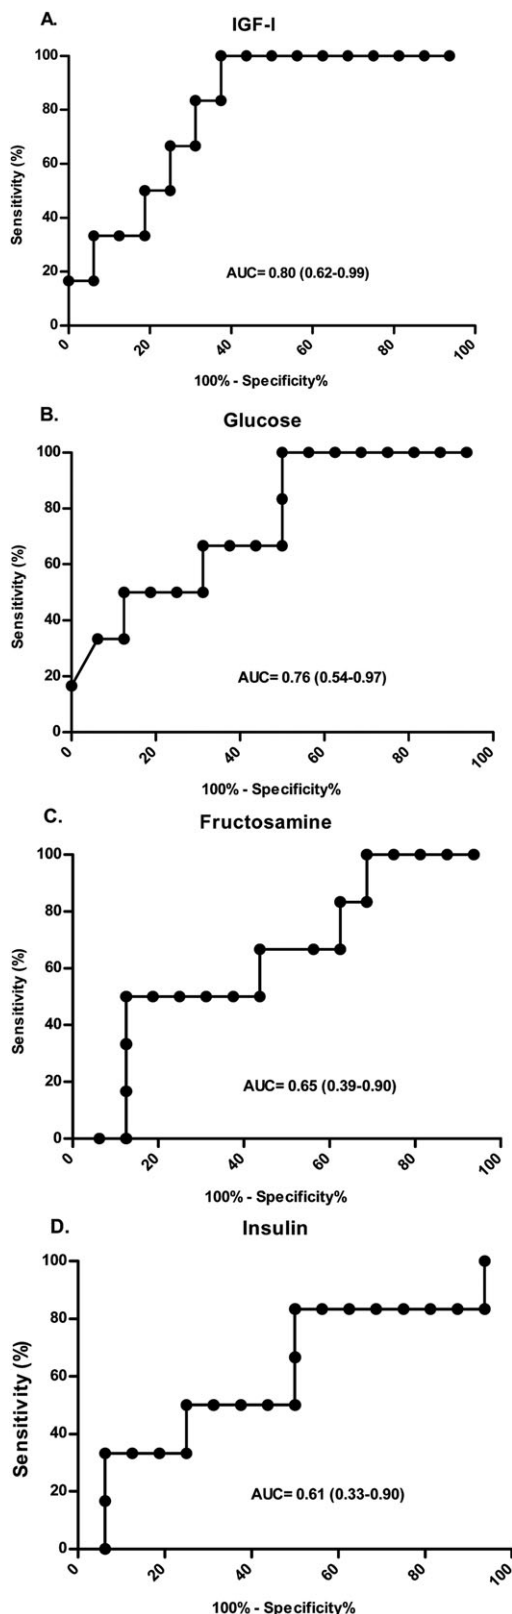 A.
IGF-I
Sensitivity (%)
100
80
60
40
20
0
AUC= 0.80 (0.62-0.99)
0 20 40 60 80 100
100% - Specificity%
B.
Glucose
Sensitivity (%)
100
80
60
40
20
0
AUC= 0.76 (0.54-0.97)
0 20 40 60 80 100
100% - Specificity%
C.
Fructosamine
Sensitivity (%)
100
80
60
40
20
0
AUC= 0.65 (0.39-0.90)
0 20 40 60 80 100
100% - Specificity%
D.
Insulin
Sensitivity (%)
100
80
60
40
20
0
AUC= 0.61 (0.33-0.90)
0 20 40 60 80 100
100% - Specificity%